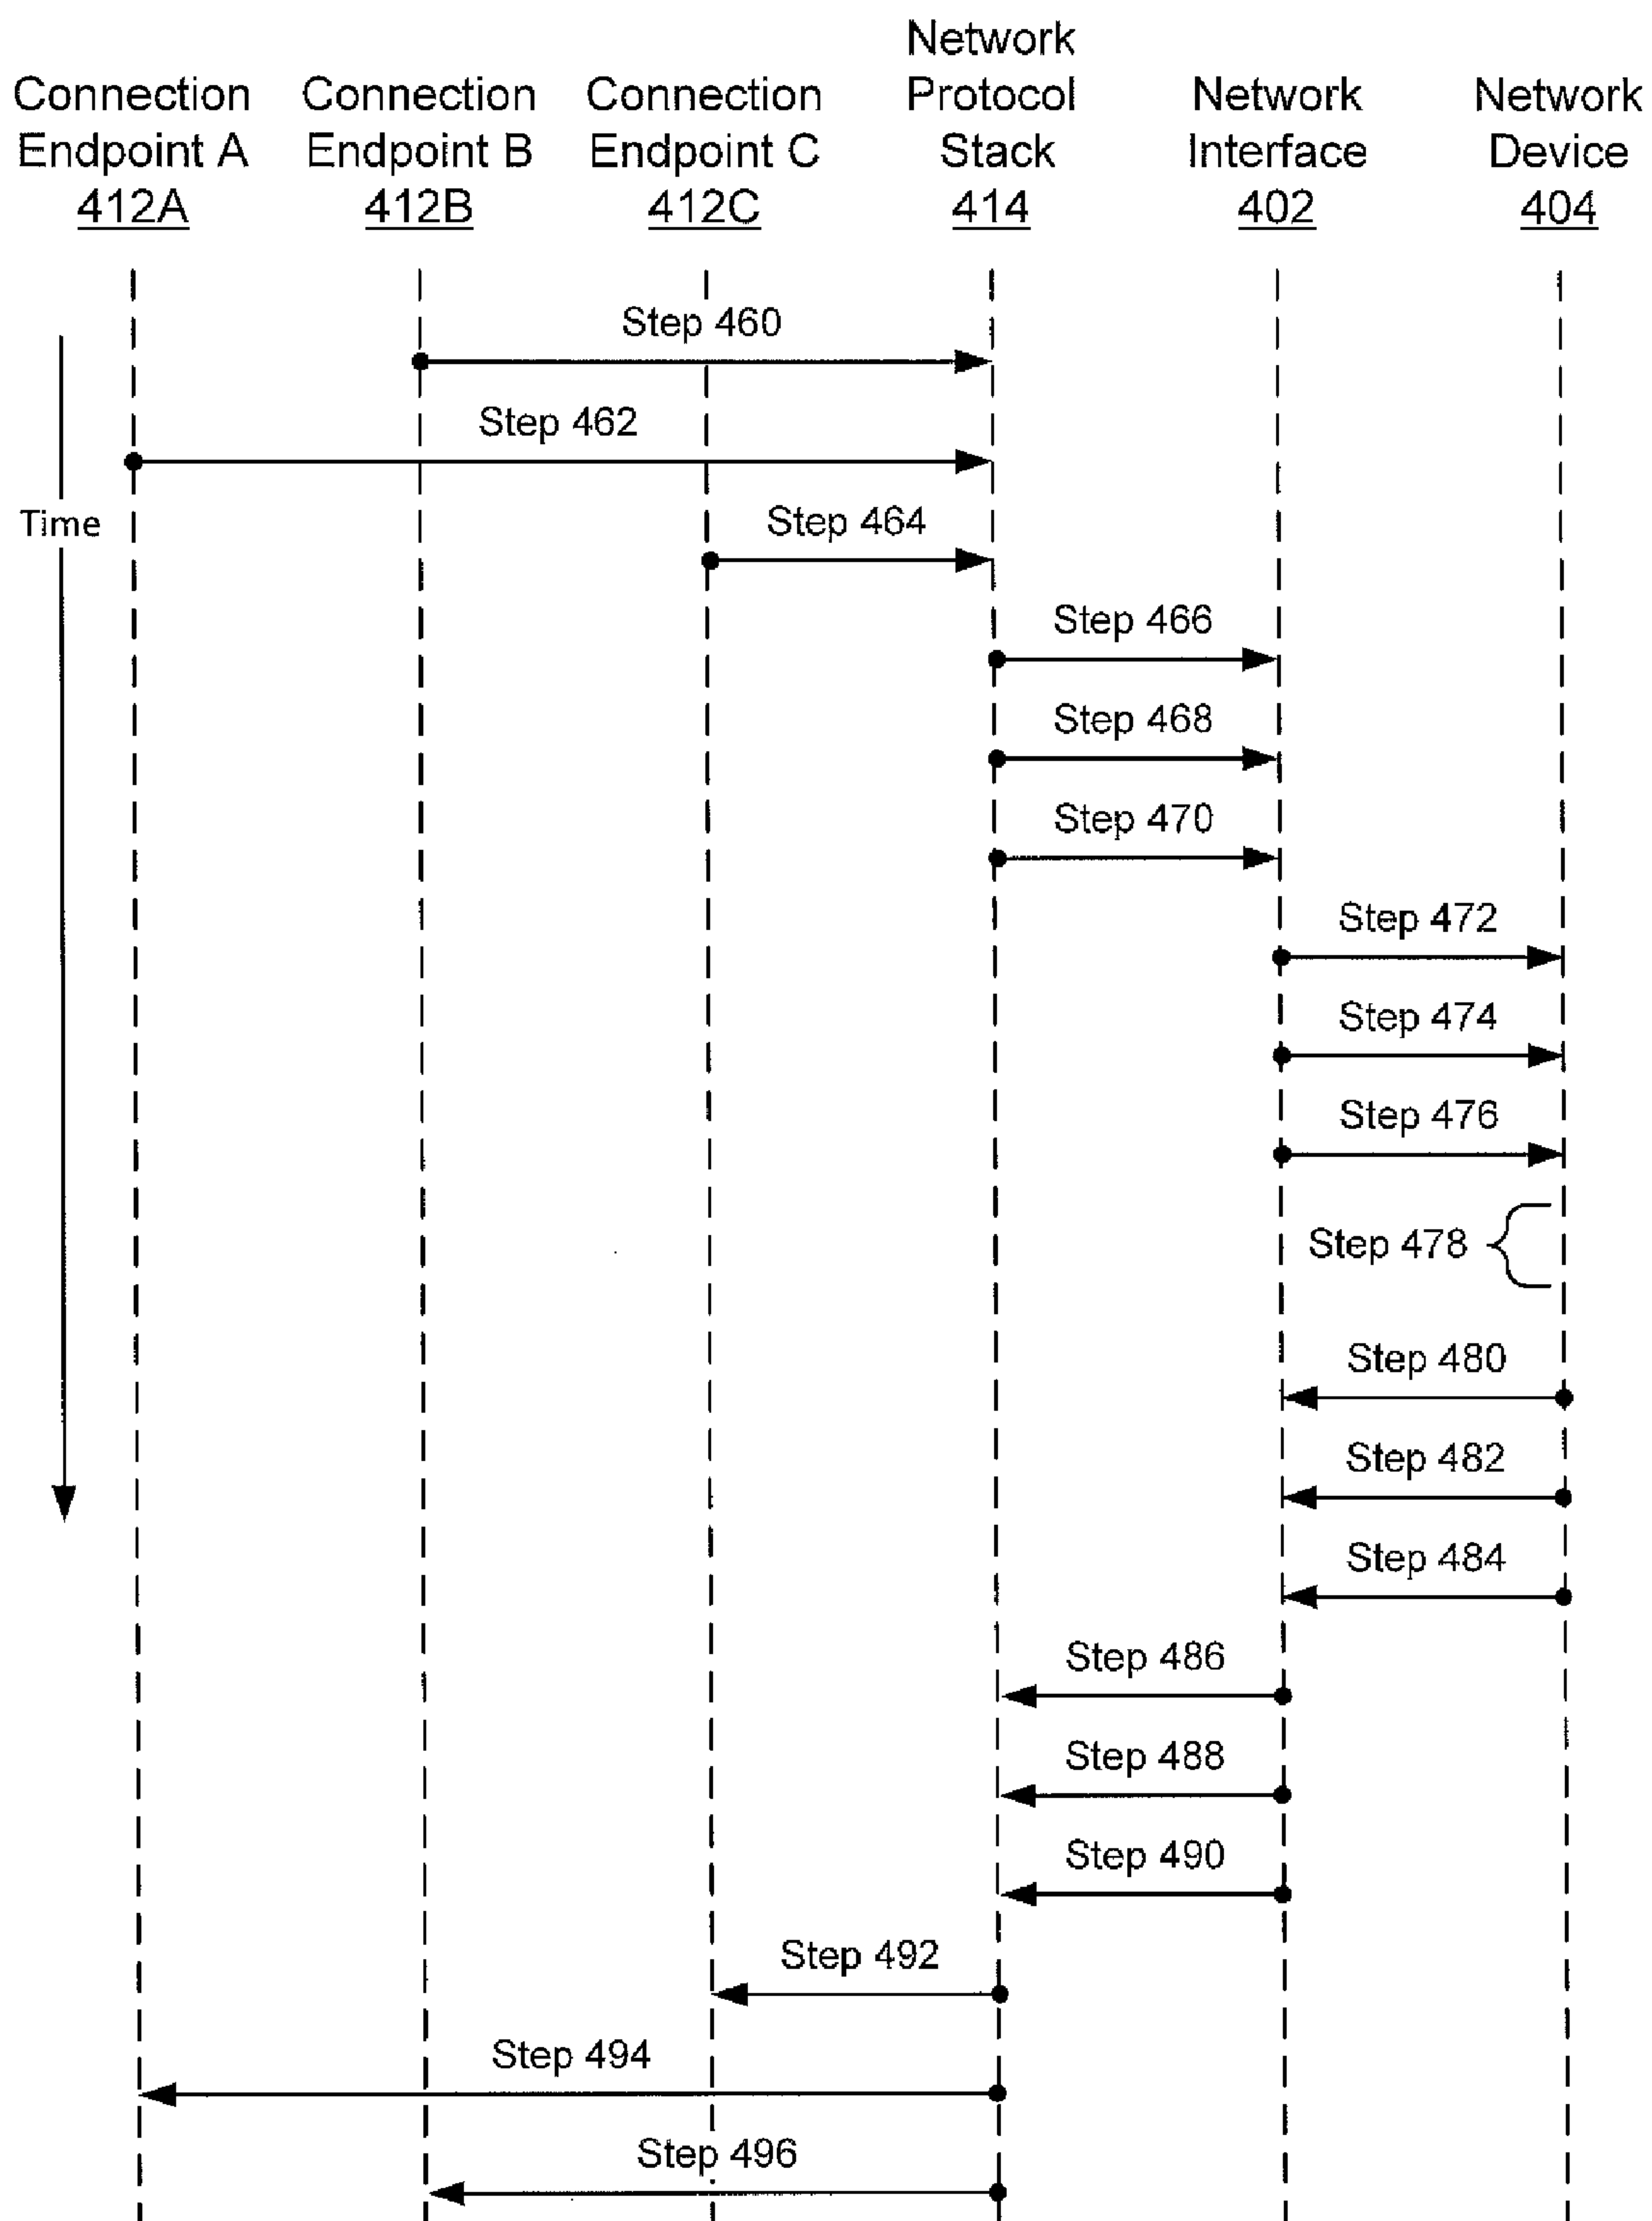 Connection
Endpoint A
412A
Connection
Endpoint B
412B
Connection
Endpoint C
412C
Network
Protocol
Stack
414
Network
Interface
402
Network
Device
404
Step 460
Step 462
Time
Step 464
Step 466
Step 468
Step 470
Step 472
Step 474
Step 476
Step 478
Step 480
Step 482
Step 484
Step 486
Step 488
Step 490
Step 492
Step 494
Step 496